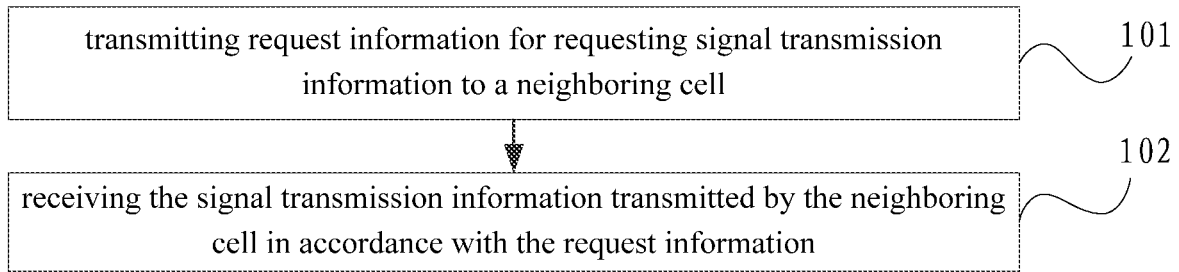 transmitting request information for requesting signal transmission
information to a neighboring cell
101
receiving the signal transmission information transmitted by the neighboring
cell in accordance with the request information
102